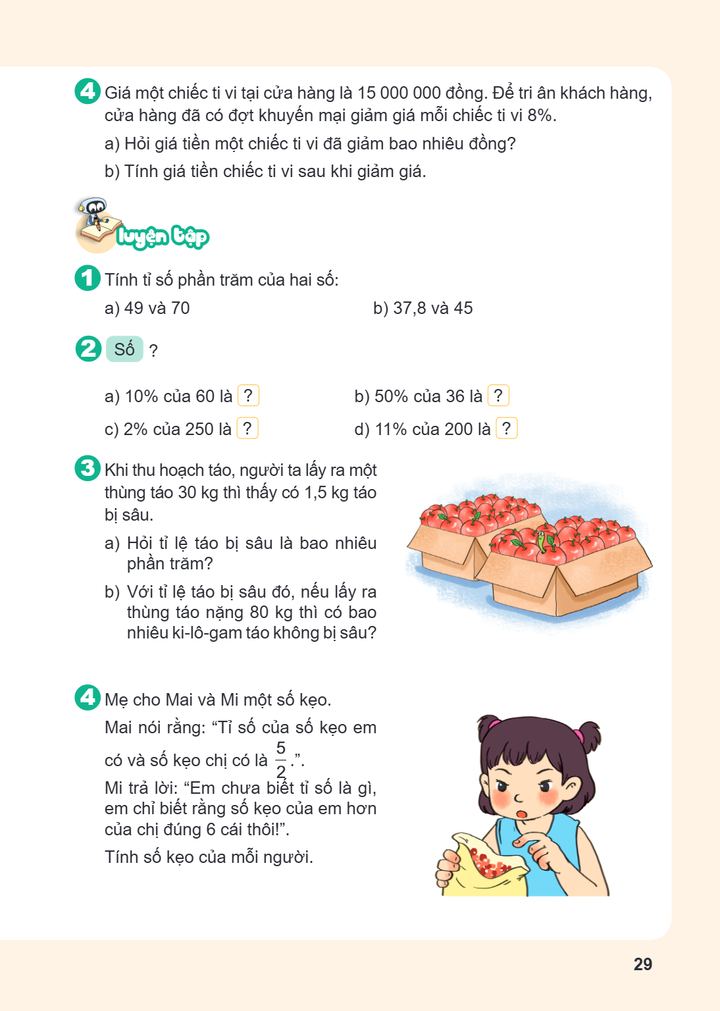 4 Giá một chiếc ti vi tại cửa hàng là 15 000 000 đồng. Để tri ân khách hàng,
cửa hàng đã có đợt khuyến mại giảm giá mỗi chiếc ti vi 8%.
a) Hỏi giá tiền một chiếc ti vi đã giảm bao nhiêu đồng?
b) Tính giá tiền chiếc ti vi sau khi giảm giá.
luyện tập
1 Tính tỉ số phần trăm của hai số:
a) 49 và 70 b) 37,8 và 45
2 Số ?
a) 10% của 60 là ? b) 50% của 36 là ?
c) 2% của 250 là ? d) 11% của 200 là ?
3 Khi thu hoạch táo, người ta lấy ra một
thùng táo 30 kg thì thấy có 1,5 kg táo
bị sâu.
a) Hỏi tỉ lệ táo bị sâu là bao nhiêu
phần trăm?
b) Với tỉ lệ táo bị sâu đó, nếu lấy ra
thùng táo nặng 80 kg thì có bao
nhiêu ki-lô-gam táo không bị sâu?
4 Mẹ cho Mai và Mi một số kẹo.
Mai nói rằng: “Tỉ số của số kẹo em
có và số kẹo chị có là 5/2.”.
Mi trả lời: “Em chưa biết tỉ số là gì,
em chỉ biết rằng số kẹo của em hơn
của chị đúng 6 cái thôi!”.
Tính số kẹo của mỗi người.
29